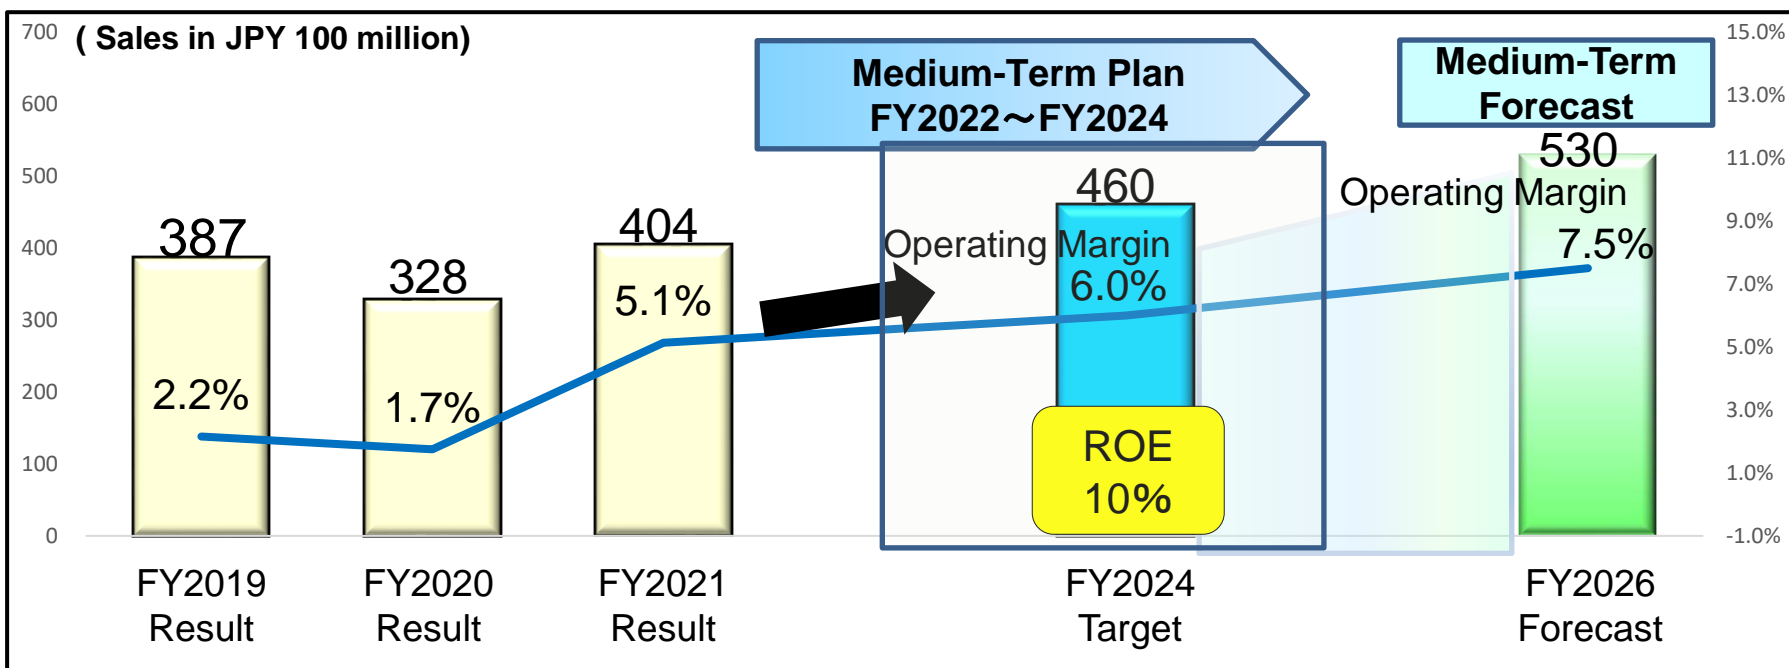 ( Sales in JPY 100 million)
700
600
500
400
300
200
100
0
15.0%
13.0%
11.0%
9.0%
7.0%
5.0%
3.0%
1.0%
-1.0%
Medium-Term Plan
FY2022～FY2024
Medium-Term
Forecast
387
328
404
460
530
2.2%
1.7%
5.1%
Operating Margin
6.0%
Operating Margin
7.5%
ROE
10%
FY2019
Result
FY2020
Result
FY2021
Result
FY2024
Target
FY2026
Forecast